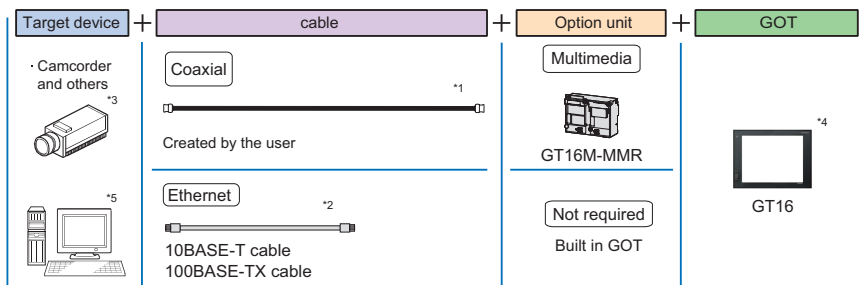 Target device + cable + Option unit + GOT
· Camcorder
and others
*3
Coaxial
*1
Created by the user
Multimedia
GT16M-MMR
*4
GT16
*5
Ethernet
*2
10BASE-T cable
100BASE-TX cable
Not required
Built in GOT